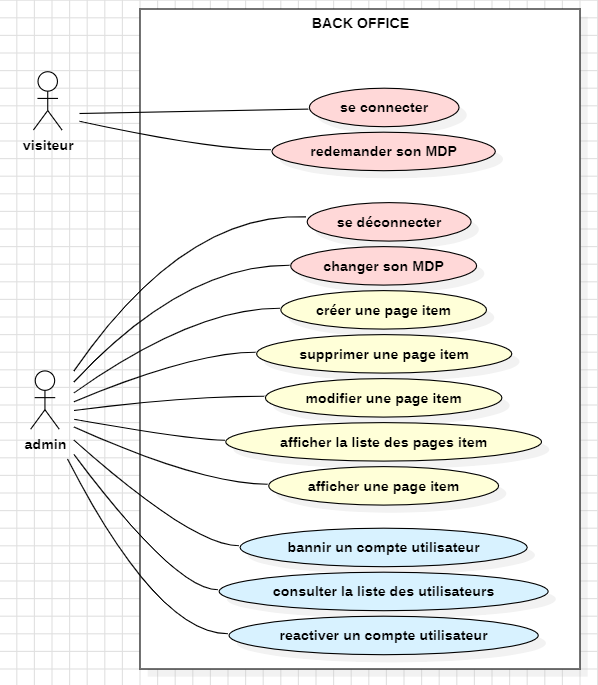 BACK OFFICE
visiteur
se connecter
redemander son MDP
se déconnecter
changer son MDP
créer une page item
supprimer une page item
modifier une page item
admin
afficher la liste des pages item
afficher une page item
bannir un compte utilisateur
consulter la liste des utilisateurs
reactiver un compte utilisateur